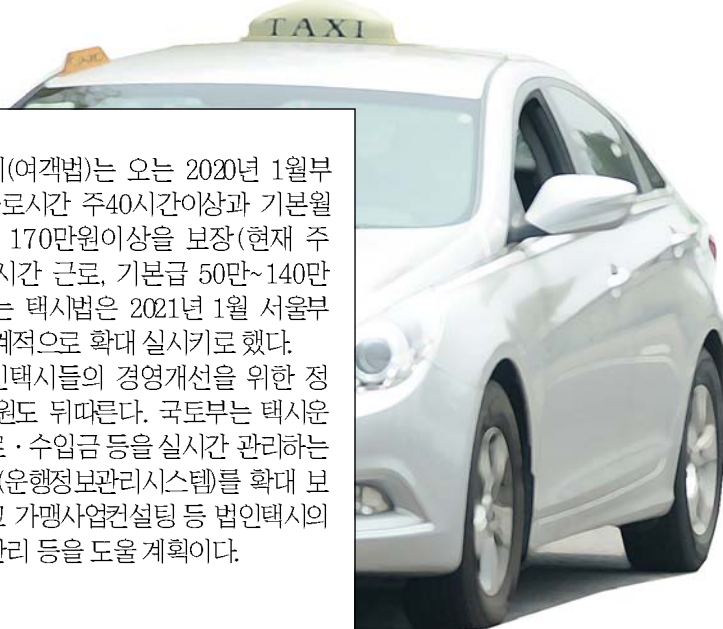 TAXI
(여객법)는 오는 2020년 1월부
로시간 주40시간이상과 기본월
170만원이상을 보장(현재 주
시간 근로, 기본급 50만~140만
는 택시법은 2021년 1월 서울부
계적으로 확대 실시키로 했다.
인택시들의 경영개선을 위한 정
원도 뒤따른다. 국토부는 택시운
·수입금 등을 실시간 관리하는
(운행정보관리시스템)를 확대 보
가맹사업컨설팅 등 법인택시의
관리 등을 도울 계획이다.